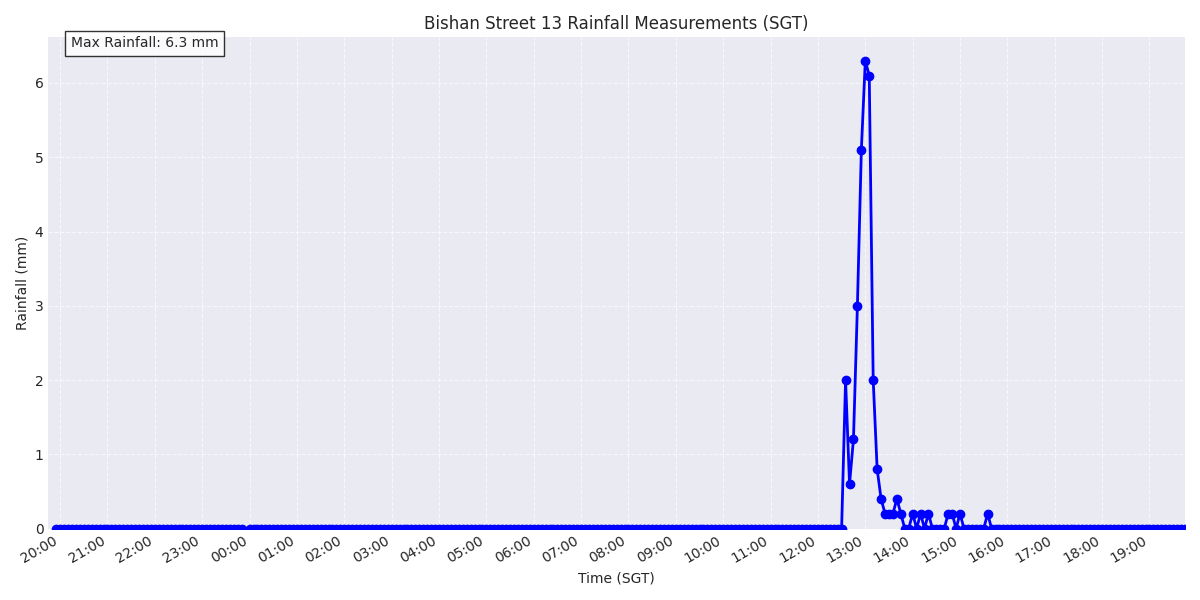 Bishan Street 13 Rainfall Measurements (SGT)
Max Rainfall: 6.3 mm
Rainfall (mm)
6
5
4
3
2
1
0
20:00 21:00 22:00 23:00 00:00 01:00 02:00 03:00 04:00 05:00 06:00 07:00 08:00 09:00 10:00 11:00 12:00 13:00 14:00 15:00 16:00 17:00 18:00 19:00
Time (SGT)